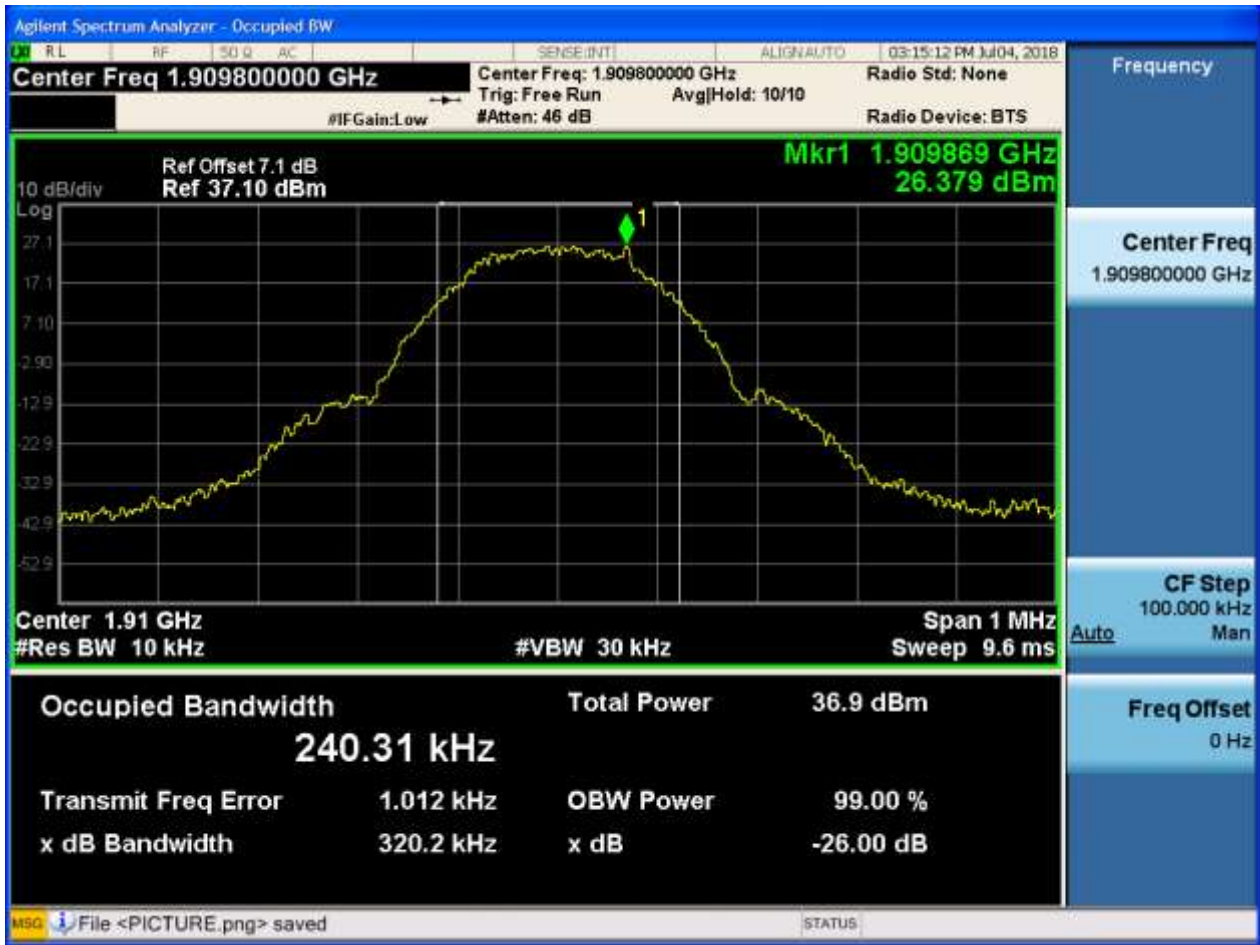 Agilent Spectrum Analyzer - Occupied BW
LXI RL RF 50 Ω AC SENSE:INT ALIGNAUTO 03:15:12 PM Jul 04, 2018
Center Freq 1.909800000 GHz
#IFGain:Low
Center Freq: 1.909800000 GHz
Trig: Free Run Avg|Hold: 10/10
#Atten: 46 dB
Radio Std: None
Radio Device: BTS
Frequency
Mkr1 1.909869 GHz
26.379 dBm
Ref Offset 7.1 dB
10 dB/div Ref 37.10 dBm
Log
1
27.1
17.1
7.10
-2.90
-12.9
-22.9
-32.9
-42.9
-52.9
Center 1.91 GHz Span 1 MHz
#Res BW 10 kHz #VBW 30 kHz Sweep 9.6 ms
Occupied Bandwidth
240.31 kHz
Total Power 36.9 dBm
Transmit Freq Error 1.012 kHz OBW Power 99.00 %
x dB Bandwidth 320.2 kHz x dB -26.00 dB
Center Freq
1.909800000 GHz
CF Step
100.000 kHz
Auto Man
Freq Offset
0 Hz
MSG File <PICTURE.png> saved STATUS